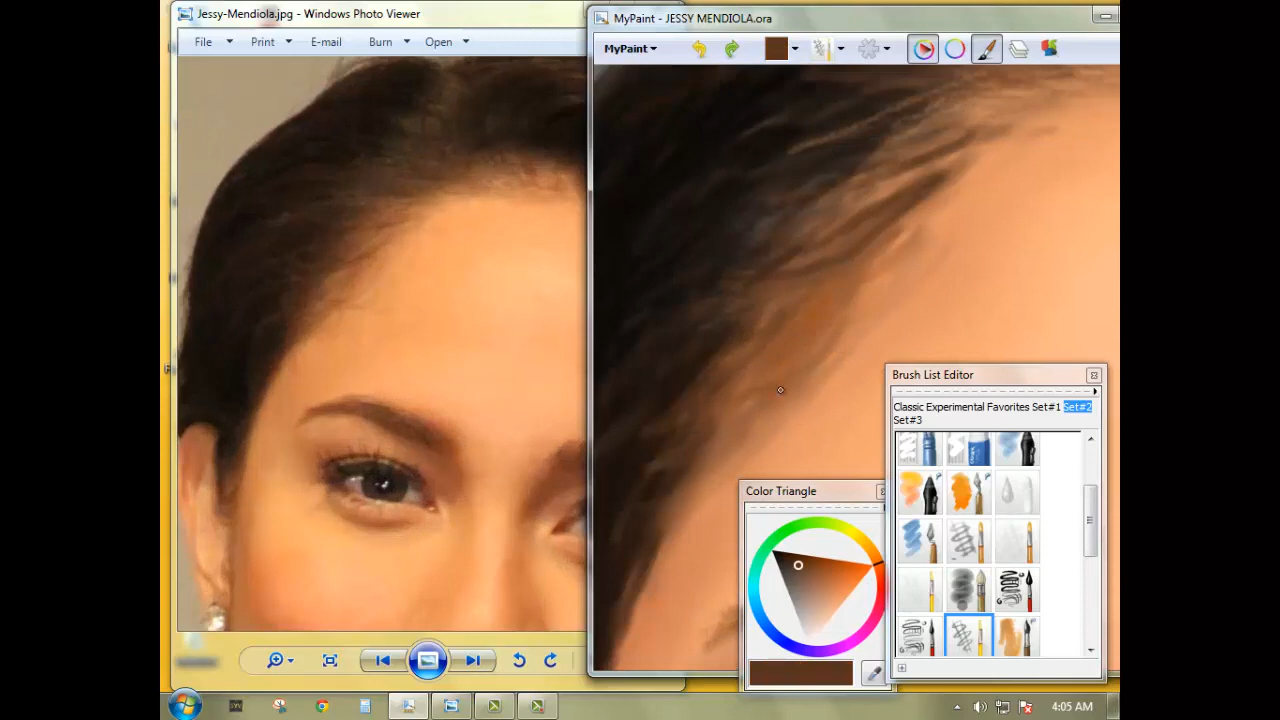 Jessy-Mendiola.jpg - Windows Photo Viewer
File Print E-mail Burn Open
MyPaint - JESSY MENDIOLA.ora
MyPaint
Brush List Editor
Classic Experimental Favorites Set#1 Set#2
Set#3
Color Triangle
SYV
4:05 AM